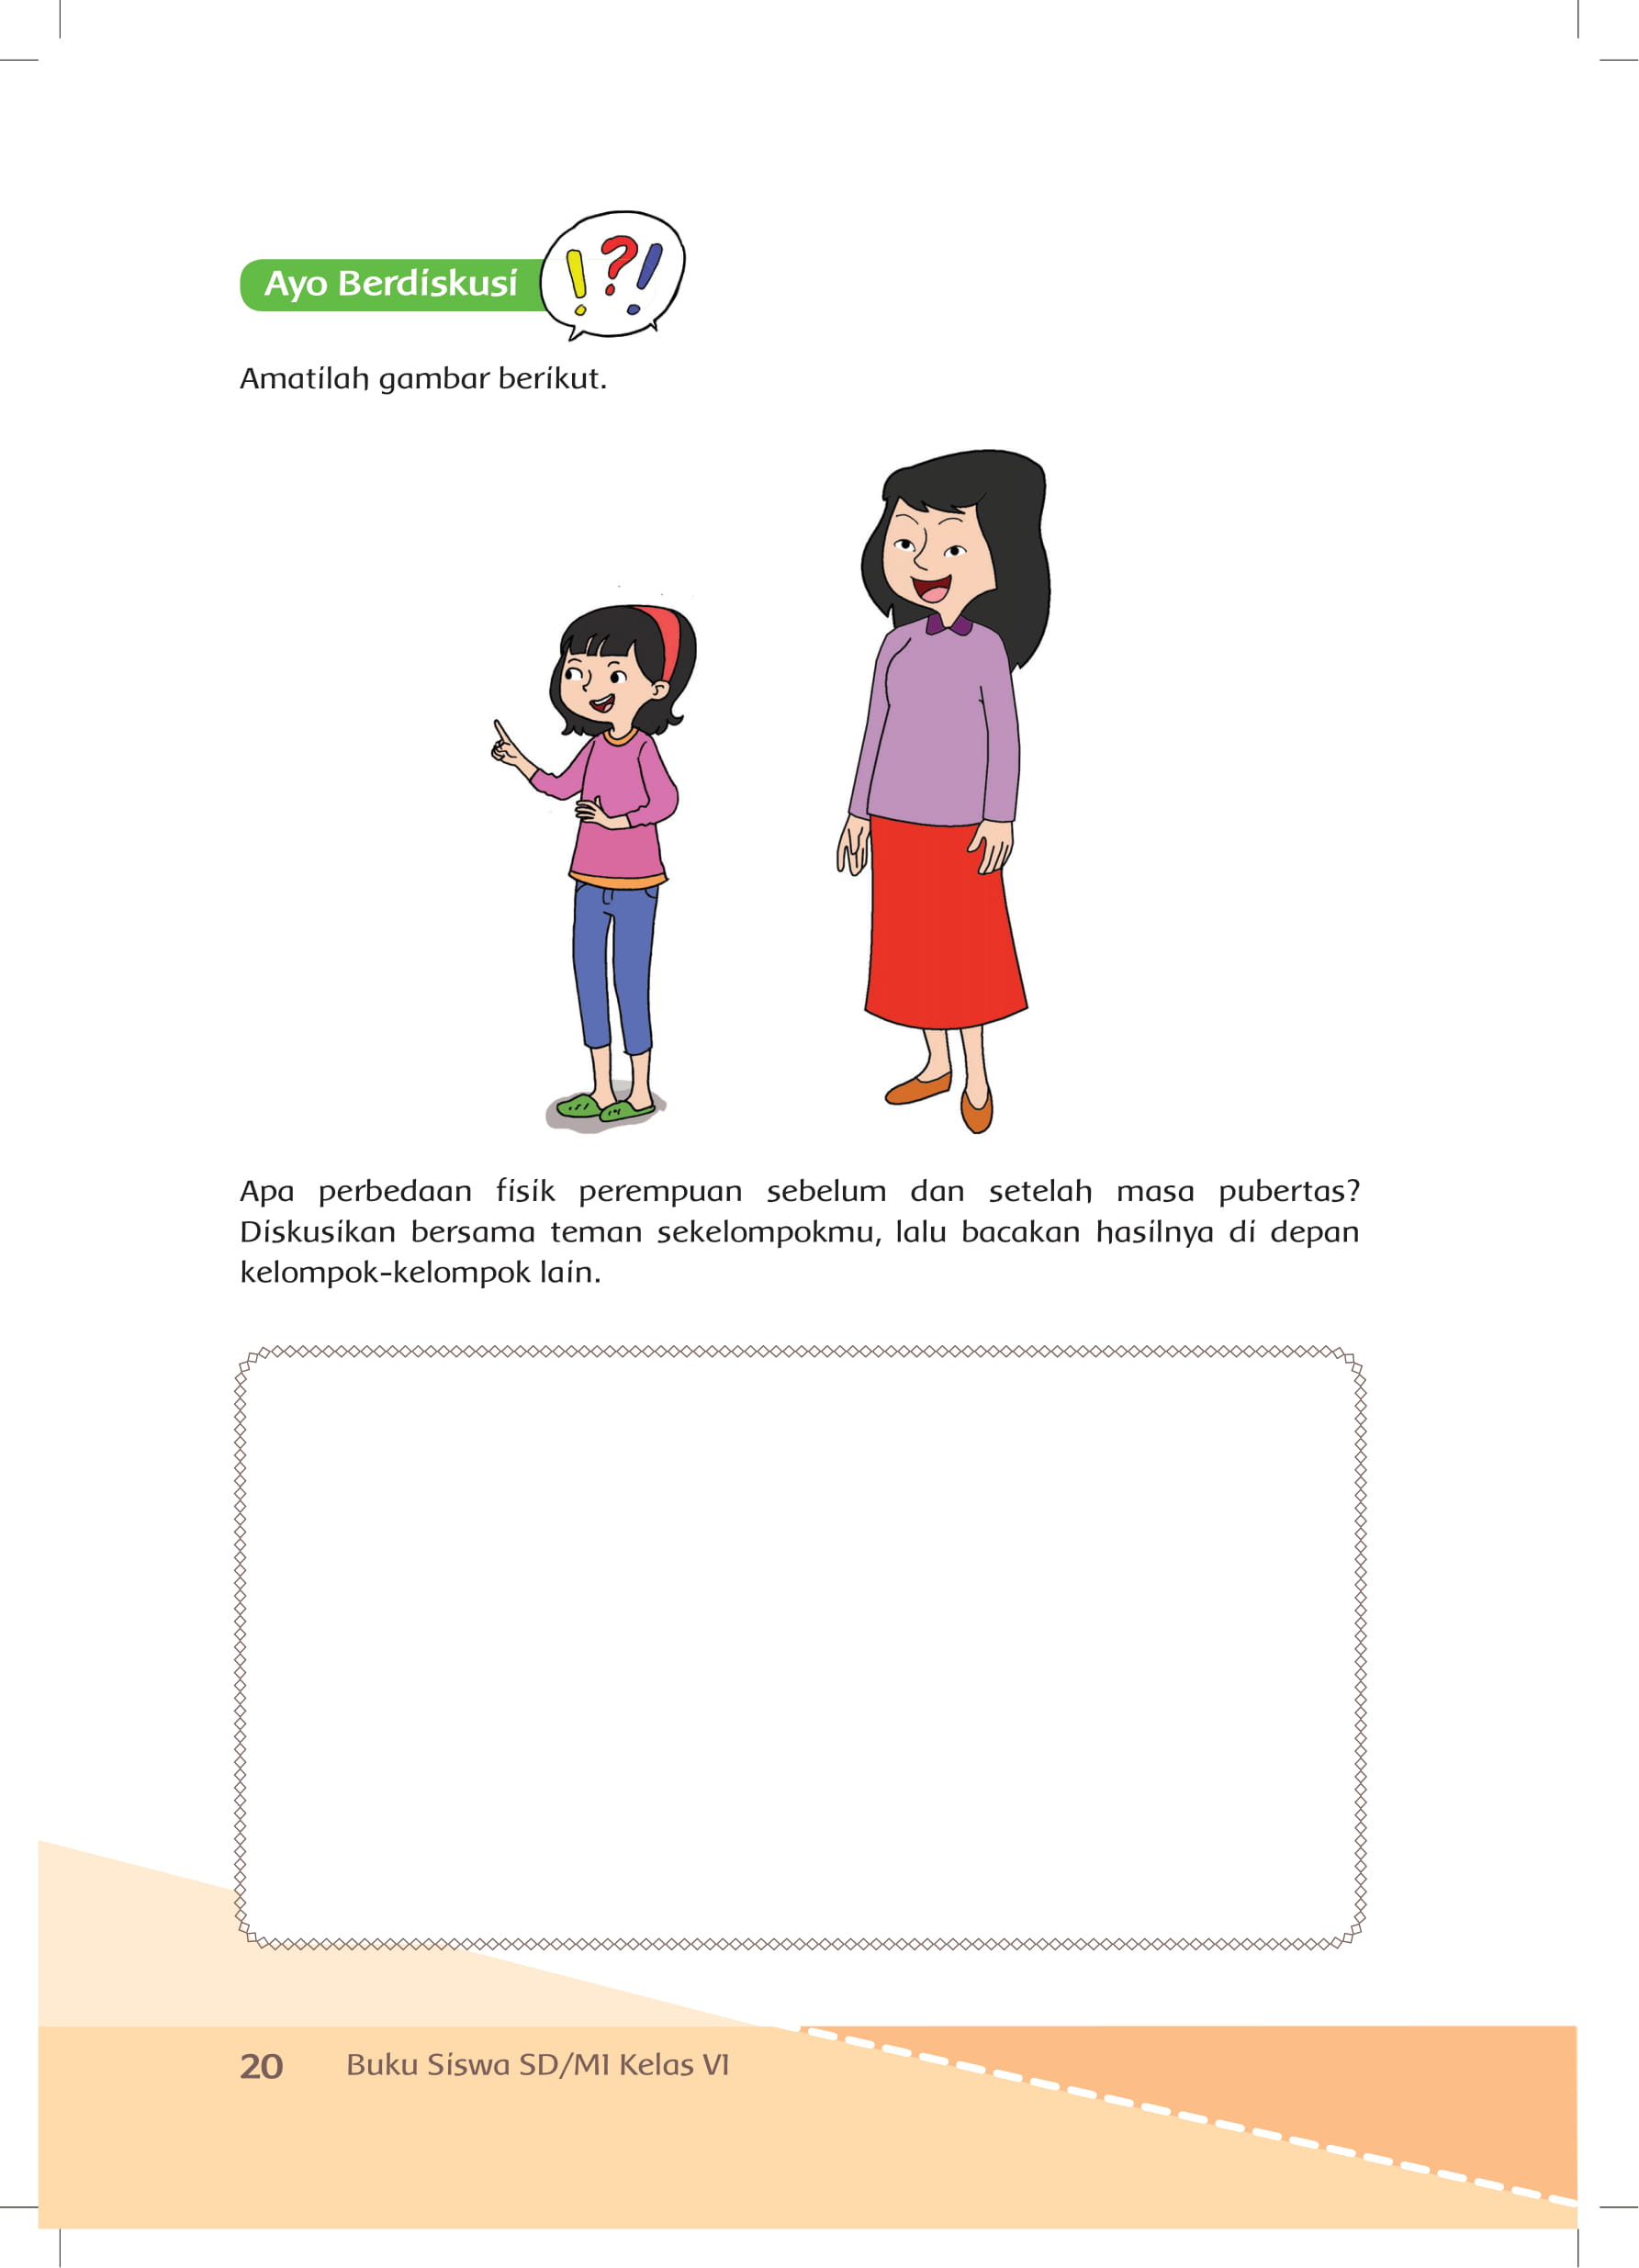 Ayo Berdiskusi
Amatilah gambar berikut.
Apa perbedaan fisik perempuan sebelum dan setelah masa pubertas?
Diskusikan bersama teman sekelompokmu, lalu bacakan hasilnya di depan
kelompok-kelompok lain.
20 Buku Siswa SD/MI Kelas VI